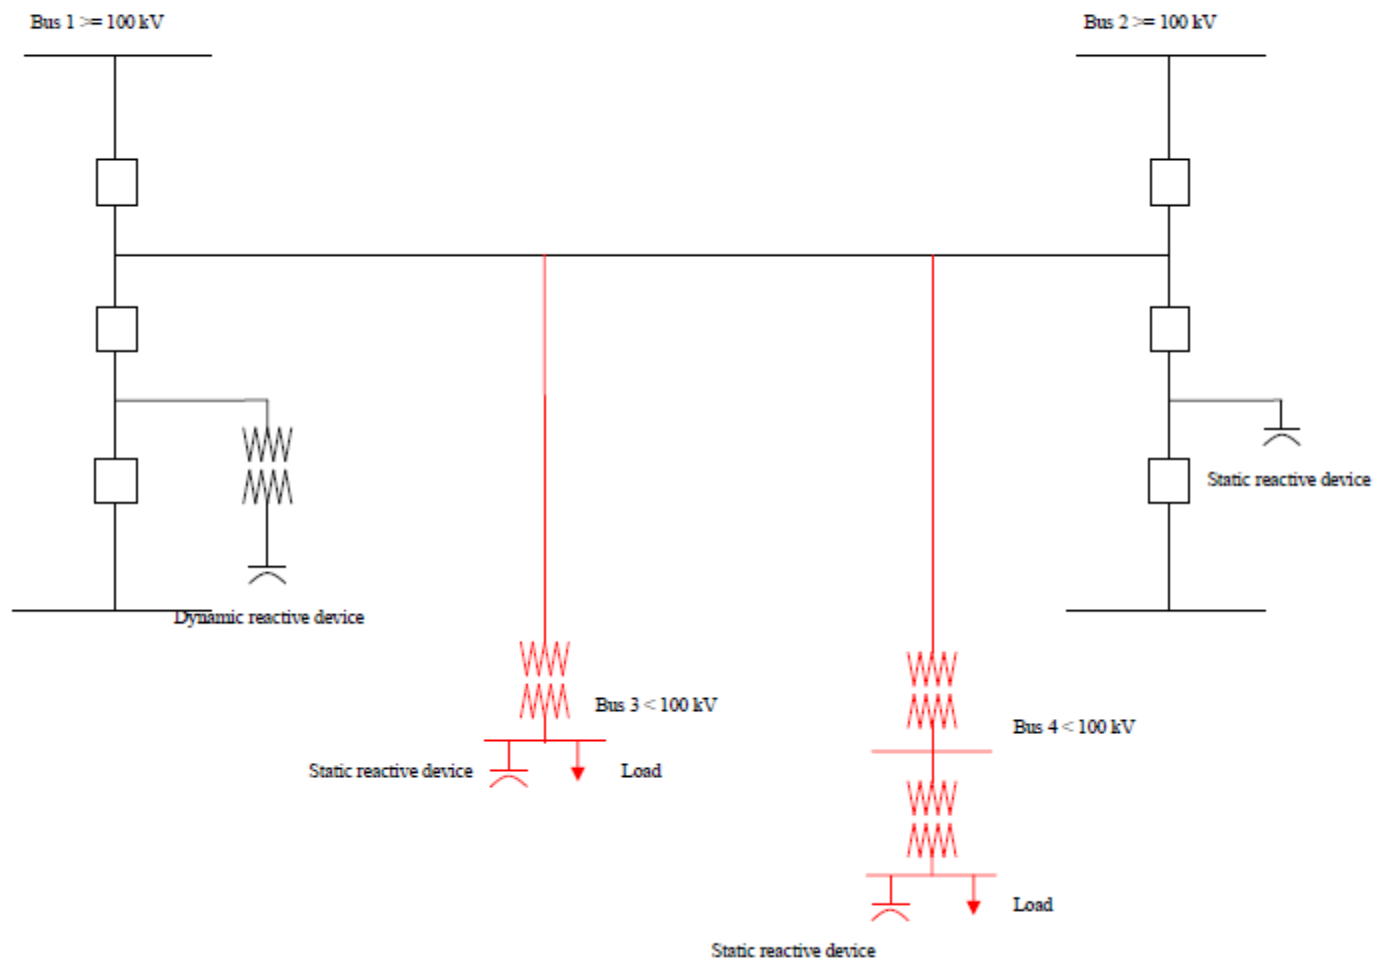 Bus 1 >= 100 kV
Bus 2 >= 100 kV
Static reactive device
Dynamic reactive device
Bus 3 < 100 kV
Bus 4 < 100 kV
Static reactive device
Load
Load
Static reactive device